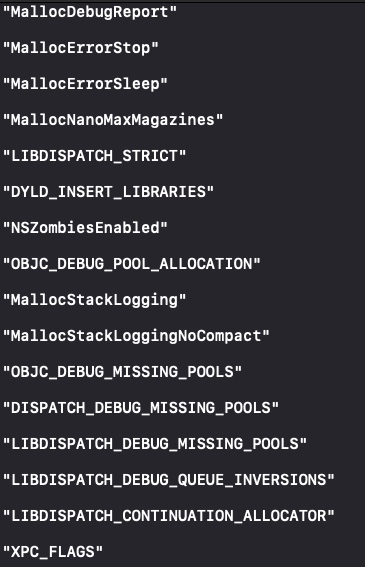 "MallocDebugReport"
"MallocErrorStop"
"MallocErrorSleep"
"MallocNanoMaxMagazines"
"LIBDISPATCH_STRICT"
"DYLD_INSERT_LIBRARIES"
"NSZombiesEnabled"
"OBJC_DEBUG_POOL_ALLOCATION"
"MallocStackLogging"
"MallocStackLoggingNoCompact"
"OBJC_DEBUG_MISSING_POOLS"
"DISPATCH_DEBUG_MISSING_POOLS"
"LIBDISPATCH_DEBUG_MISSING_POOLS"
"LIBDISPATCH_DEBUG_QUEUE_INVERSIONS"
"LIBDISPATCH_CONTINUATION_ALLOCATOR"
"XPC_FLAGS"